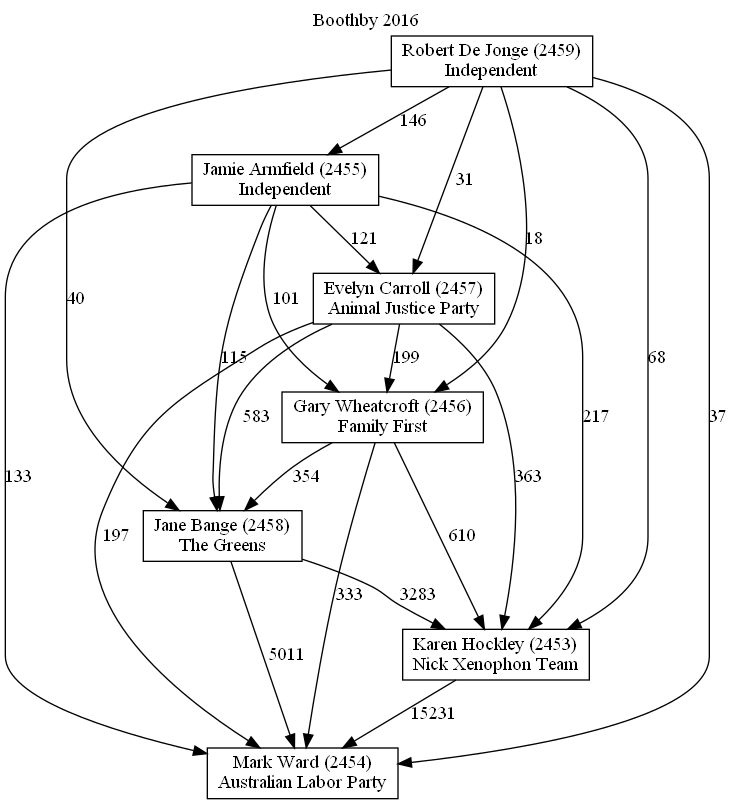 Boothby 2016
Robert De Jonge (2459)
Independent
146
Jamie Armfield (2455)
Independent
31
121
18
Evelyn Carroll (2457)
Animal Justice Party
40
101
115
199
68
Gary Wheatcroft (2456)
Family First
583
217
37
133
354
363
Jane Bange (2458)
The Greens
197
610
333
3283
Karen Hockley (2453)
Nick Xenophon Team
5011
15231
Mark Ward (2454)
Australian Labor Party